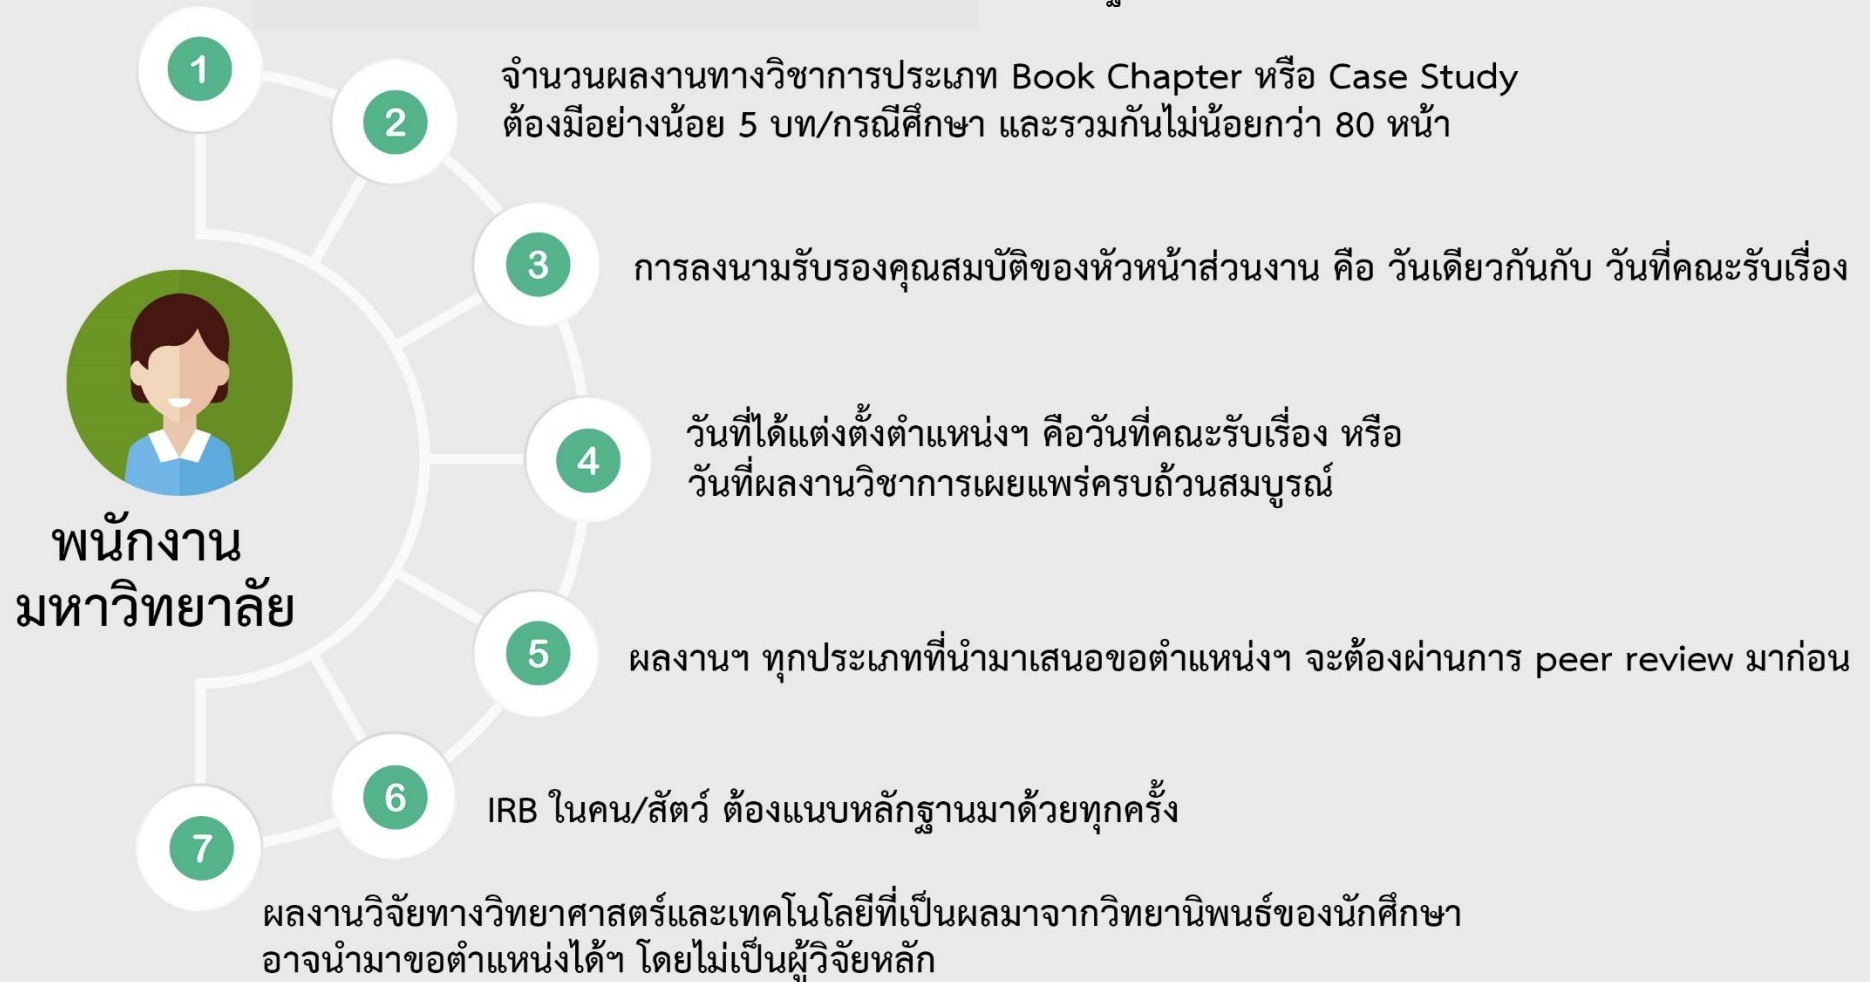 1
2
จำนวนผลงานทางวิชาการประเภท Book Chapter หรือ Case Study
ต้องมีอย่างน้อย 5 บท/กรณีศึกษา และรวมกันไม่น้อยกว่า 80 หน้า
3
การลงนามรับรองคุณสมบัติของหัวหน้าส่วนงาน คือ วันเดียวกันกับ วันที่คณะรับเรื่อง
4
วันที่ได้แต่งตั้งตำแหน่งฯ คือวันที่คณะรับเรื่อง หรือ
วันที่ผลงานวิชาการเผยแพร่ครบถ้วนสมบูรณ์
พนักงาน
มหาวิทยาลัย
5
ผลงานฯ ทุกประเภทที่นำมาเสนอขอตำแหน่งฯ จะต้องผ่านการ peer review มาก่อน
6
IRB ในคน/สัตว์ ต้องแนบหลักฐานมาด้วยทุกครั้ง
7
ผลงานวิจัยทางวิทยาศาสตร์และเทคโนโลยีที่เป็นผลมาจากวิทยานิพนธ์ของนักศึกษา
อาจนำมาขอตำแหน่งได้ฯ โดยไม่เป็นผู้วิจัยหลัก